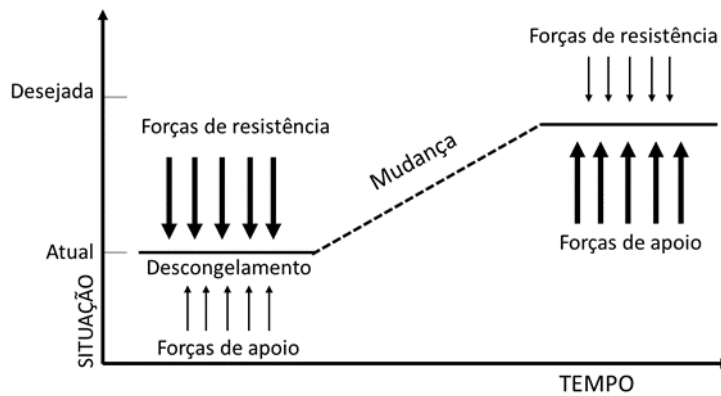 Forças de resistência
Desejada
Forças de resistência
Mudança
Atual
Descongelamento
Forças de apoio
Forças de apoio
SITUAÇÃO
TEMPO